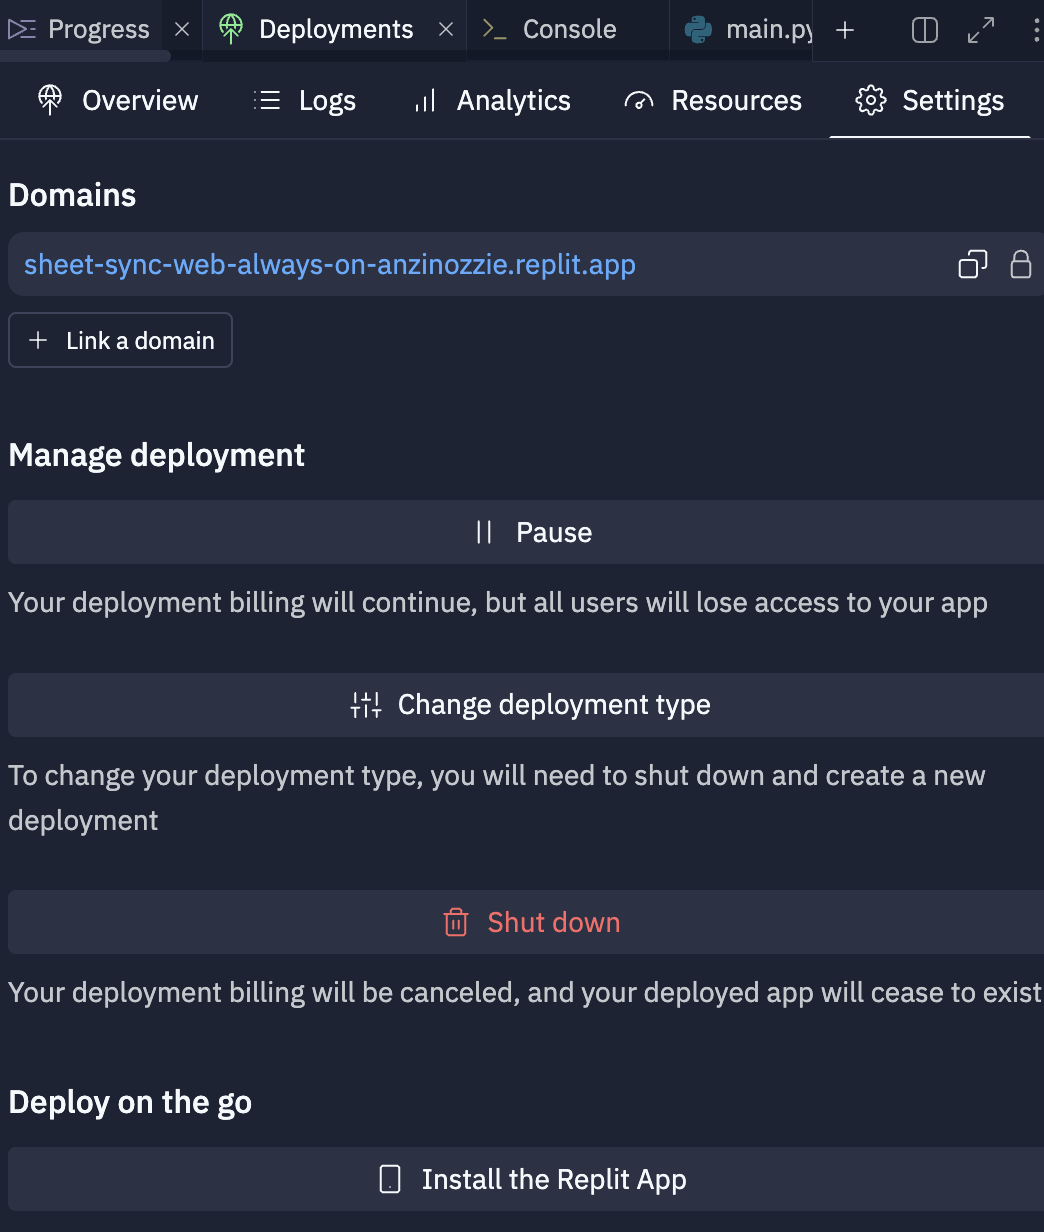 Progress Deployments Console main.py
Overview Logs Analytics Resources Settings
Domains
sheet-sync-web-always-on-anzinozzie.replit.app
Link a domain
Manage deployment
Pause
Your deployment billing will continue, but all users will lose access to your app
Change deployment type
To change your deployment type, you will need to shut down and create a new
deployment
Shut down
Your deployment billing will be canceled, and your deployed app will cease to exist
Deploy on the go
Install the Replit App